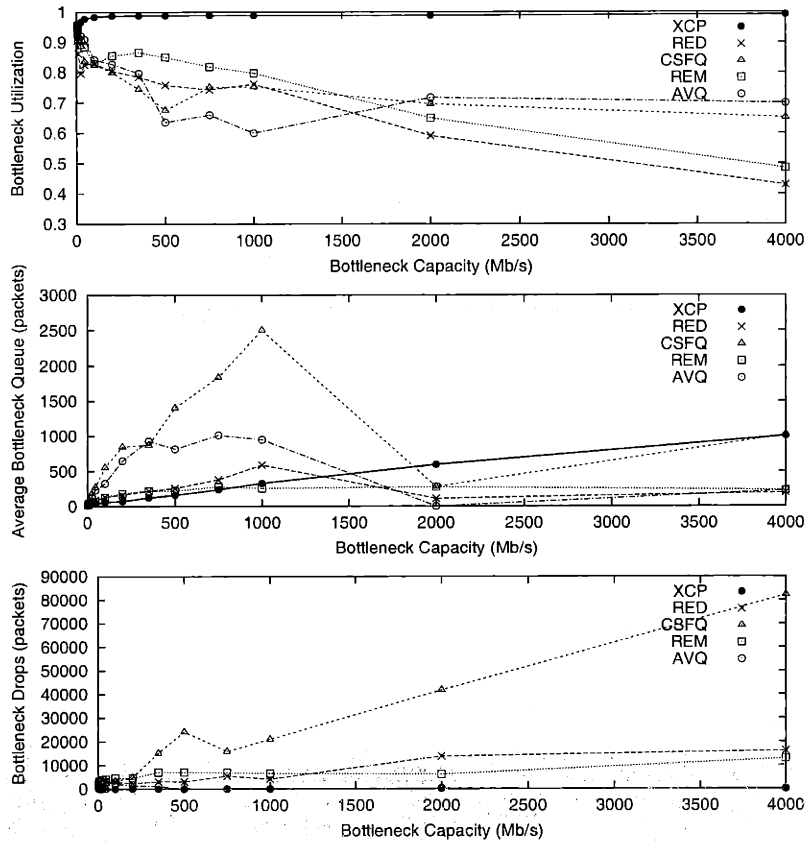 1
0.9
0.8
0.7
0.6
0.5
0.4
0.3
Bottleneck Utilization
XCP
RED
CSFQ
REM
AVQ
0 500 1000 1500 2000 2500 3000 3500 4000
Bottleneck Capacity (Mb/s)
3000
2500
2000
1500
1000
500
0
Average Bottleneck Queue (packets)
XCP
RED
CSFQ
REM
AVQ
0 500 1000 1500 2000 2500 3000 3500 4000
Bottleneck Capacity (Mb/s)
90000
80000
70000
60000
50000
40000
30000
20000
10000
0
Bottleneck Drops (packets)
XCP
RED
CSFQ
REM
AVQ
0 500 1000 1500 2000 2500 3000 3500 4000
Bottleneck Capacity (Mb/s)